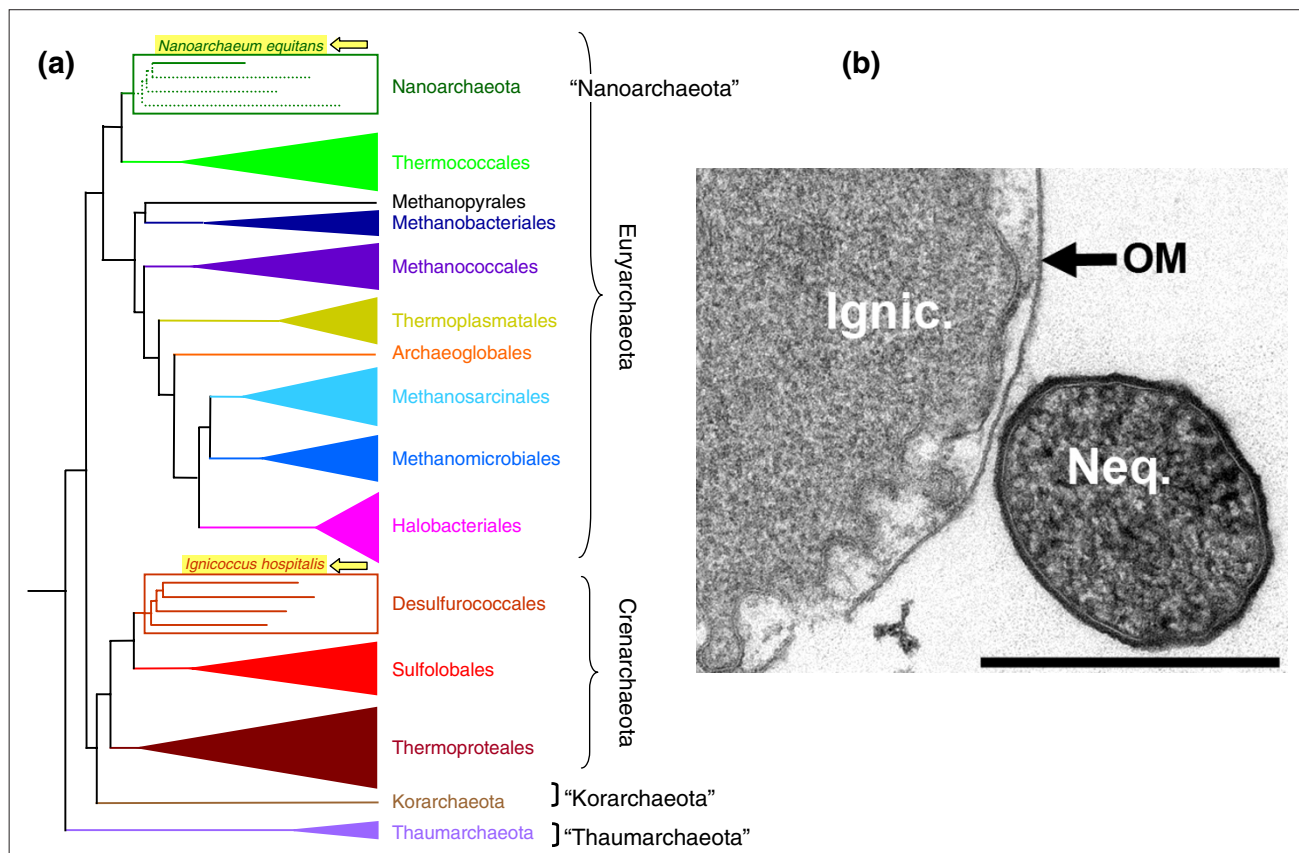 (a)
Nanoarchaeum equitans
Nanoarchaeota
"Nanoarchaeota"
Thermococcales
Methanopyrales
Methanobacteriales
Methanococcales
Thermoplasmatales
Archaeoglobales
Methanosarcinales
Methanomicrobiales
Halobacteriales
Euryarchaeota
Ignicoccus hospitalis
Desulfurococcales
Sulfolobales
Thermoproteales
Crenarchaeota
Korarchaeota
“Korarchaeota”
Thaumarchaeota
“Thaumarchaeota”
(b)
OM
Ignic.
Neq.